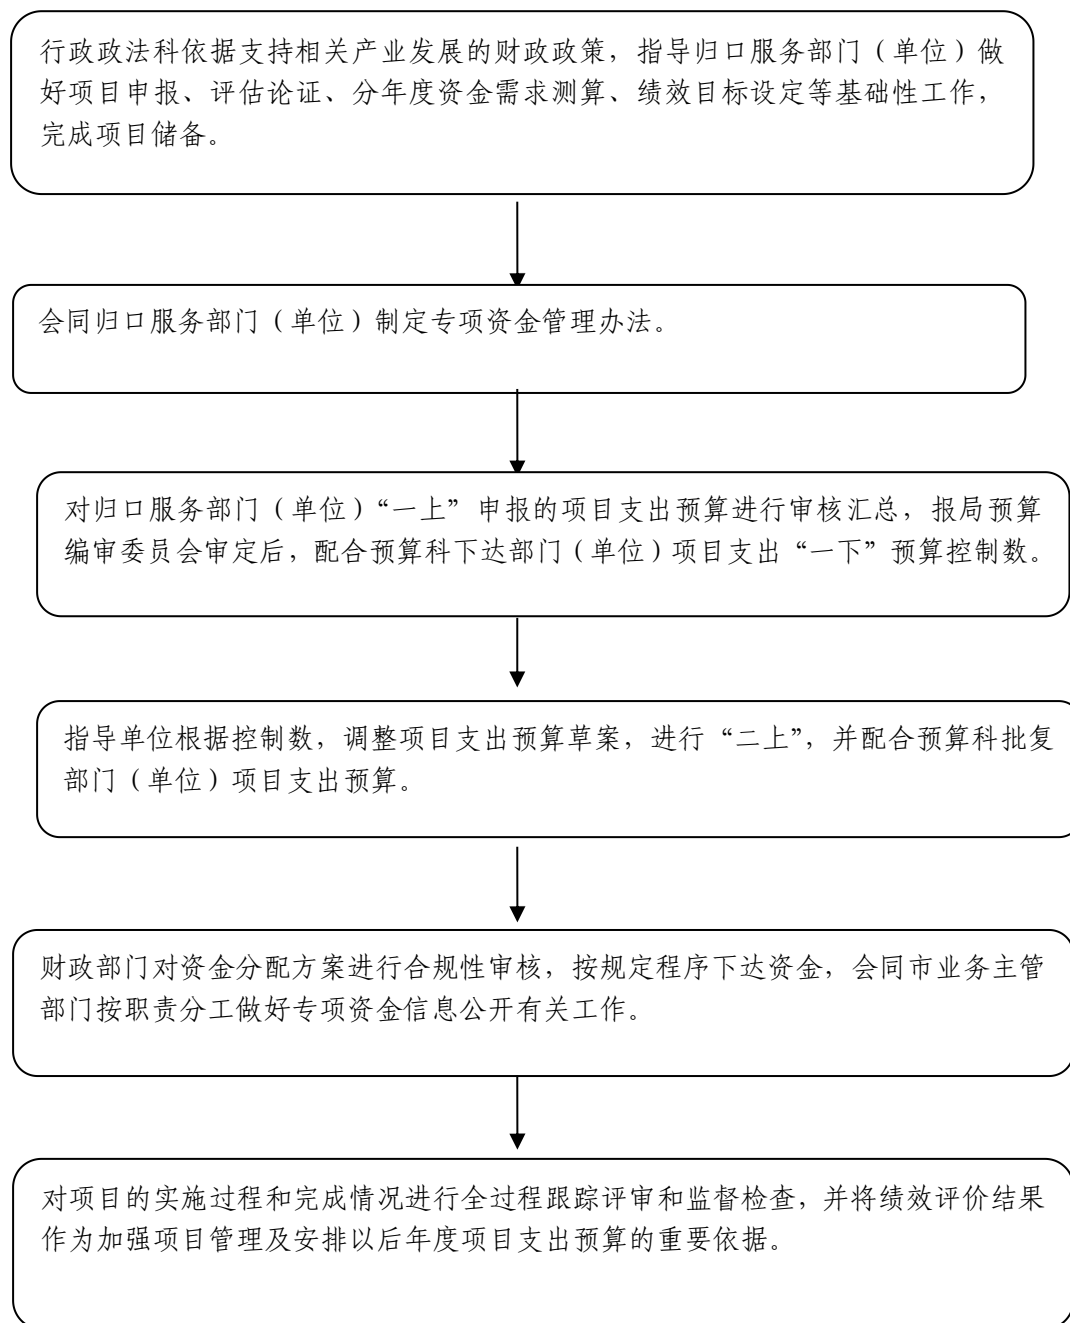 行政政法科依据支持相关产业发展的财政政策，指导归口服务部门（单位）做
好项目申报、评估论证、分年度资金需求测算、绩效目标设定等基础性工作，
完成项目储备。
会同归口服务部门（单位）制定专项资金管理办法。
对归口服务部门（单位）“一上”申报的项目支出预算进行审核汇总，报局预算
编审委员会审定后，配合预算科下达部门（单位）项目支出“一下”预算控制数。
指导单位根据控制数，调整项目支出预算草案，进行“二上”，并配合预算科批复
部门（单位）项目支出预算。
财政部门对资金分配方案进行合规性审核，按规定程序下达资金，会同市业务主管
部门按职责分工做好专项资金信息公开有关工作。
对项目的实施过程和完成情况进行全过程跟踪评审和监督检查，并将绩效评价结果
作为加强项目管理及安排以后年度项目支出预算的重要依据。